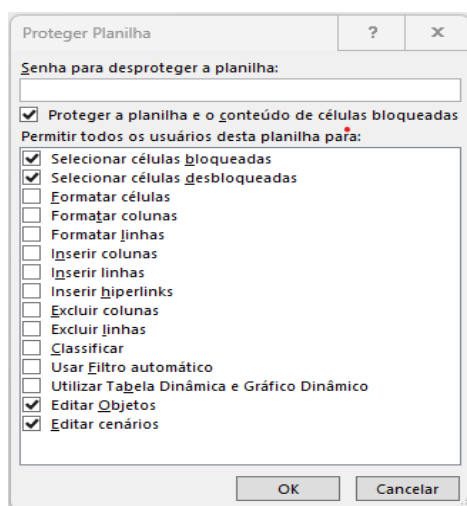 Proteger Planilha ? x
Senha para desproteger a planilha:
Proteger a planilha e o conteúdo de células bloqueadas
Permitir todos os usuários desta planilha para:
Selecionar células bloqueadas
Selecionar células desbloqueadas
Formatar células
Formatar colunas
Formatar linhas
Inserir colunas
Inserir linhas
Inserir hiperlinks
Excluir colunas
Excluir linhas
Classificar
Usar Filtro automático
Utilizar Tabela Dinâmica e Gráfico Dinâmico
Editar Objetos
Editar cenários
OK Cancelar